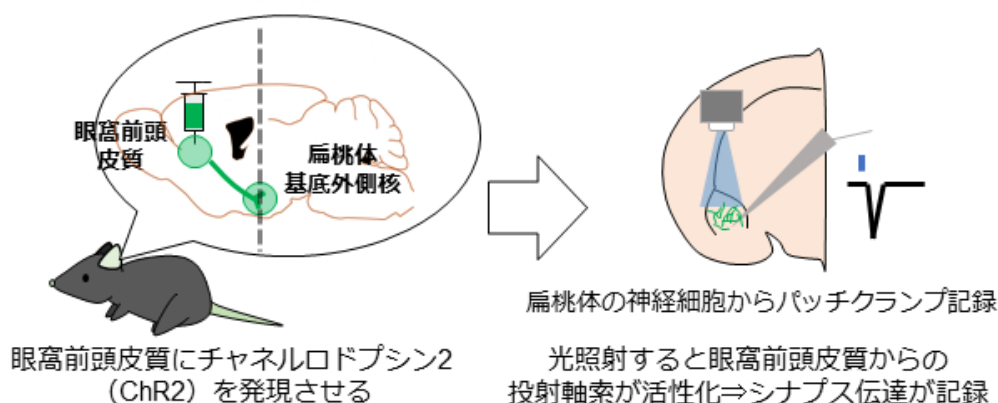 眼窩前頭
皮質
扁桃体
基底外側核
眼窩前頭皮質にチャネルロドプシン2
（ChR2）を発現させる
扁桃体の神経細胞からパッチクランプ記録
光照射すると眼窩前頭皮質からの
投射軸索が活性化⇒シナプス伝達が記録